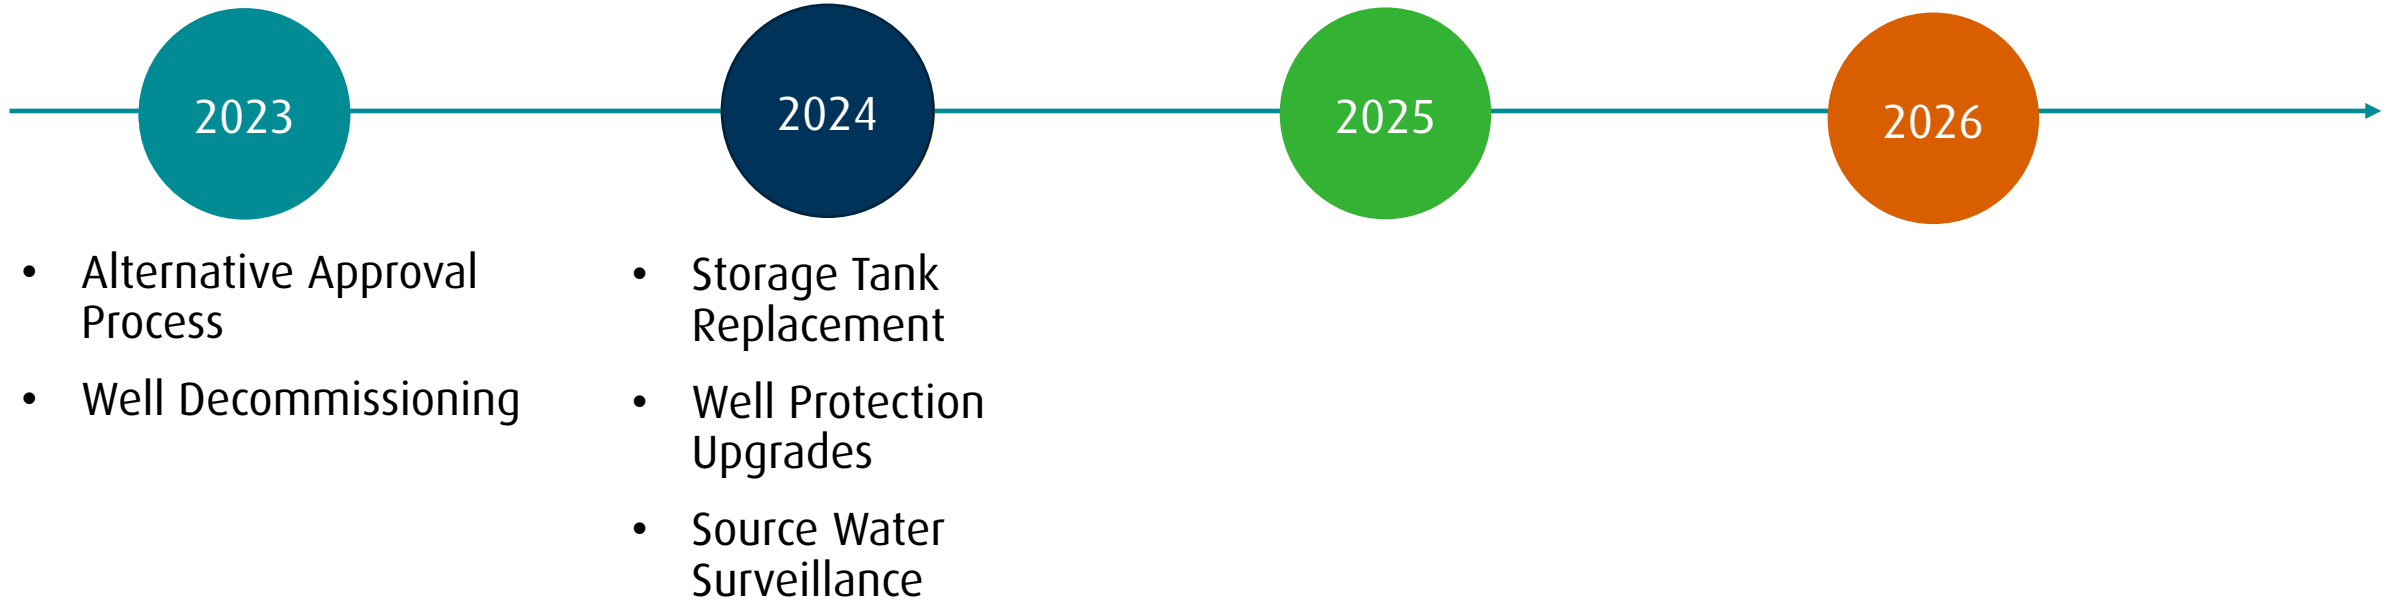 2023
2024
2025
2026
• Alternative Approval
Process
• Well Decommissioning
• Storage Tank
Replacement
• Well Protection
Upgrades
• Source Water
Surveillance